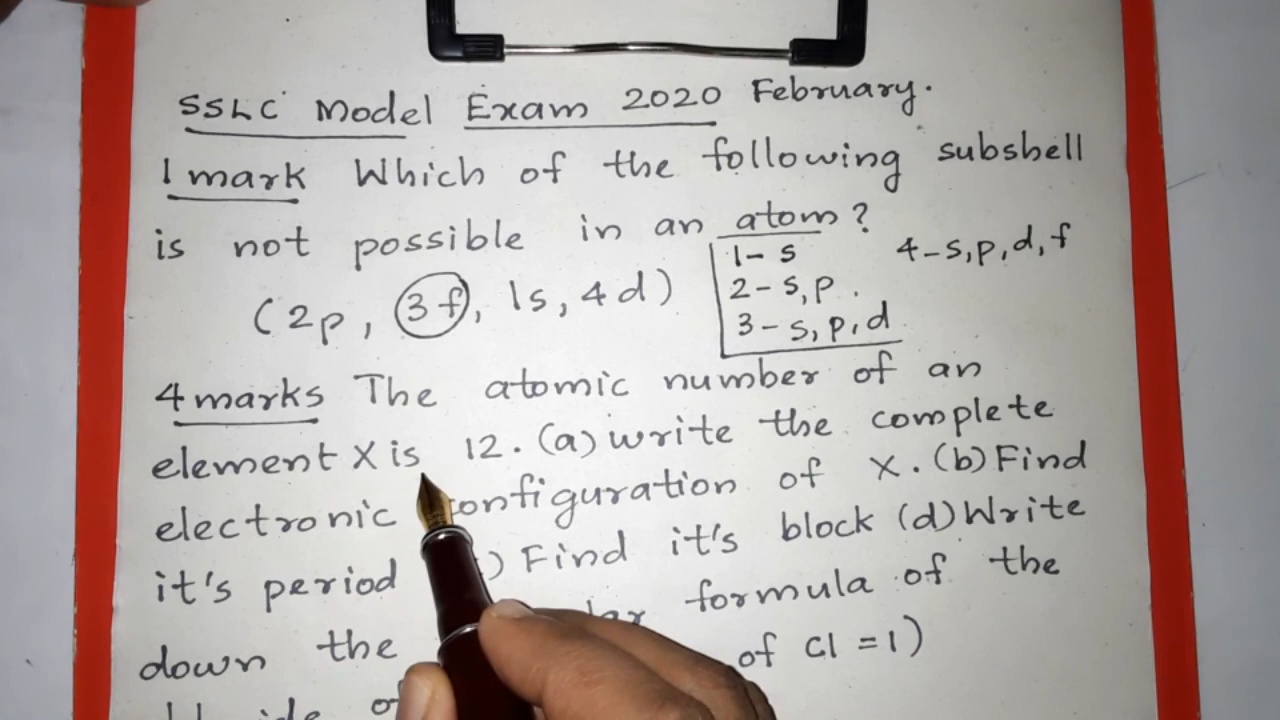 SSLC Model Exam 2020 February.
1 mark Which of the following subshell
is not possible in an atom?
(2p, 3f, 1s, 4d)
1- s
2- s, p.
3- s, p, d
4- s, p, d, f
4 marks The atomic number of an
element X is 12. (a) write the complete
electronic configuration of X. (b) Find
it's period ) Find it's block (d) Write
down the formula of the
of Cl = 1)